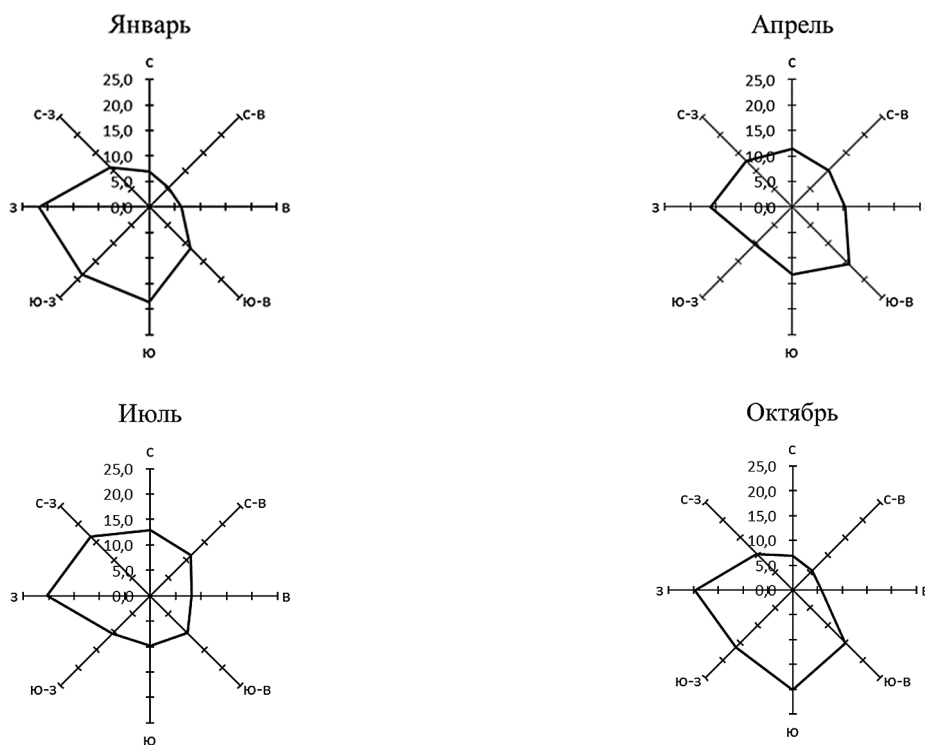 Январь
С
25,0
20,0
15,0
10,0
5,0
0,0
С-З
С-В
З
В
Ю-З
Ю-В
Ю
Апрель
С
25,0
20,0
15,0
10,0
5,0
0,0
С-З
С-В
З
Ю-З
Ю-В
Ю
Июль
С
25,0
20,0
15,0
10,0
5,0
0,0
С-З
С-В
З
В
Ю-З
Ю-В
Ю
Октябрь
С
25,0
20,0
15,0
10,0
5,0
0,0
С-З
С-В
З
Ю-З
Ю-В
Ю